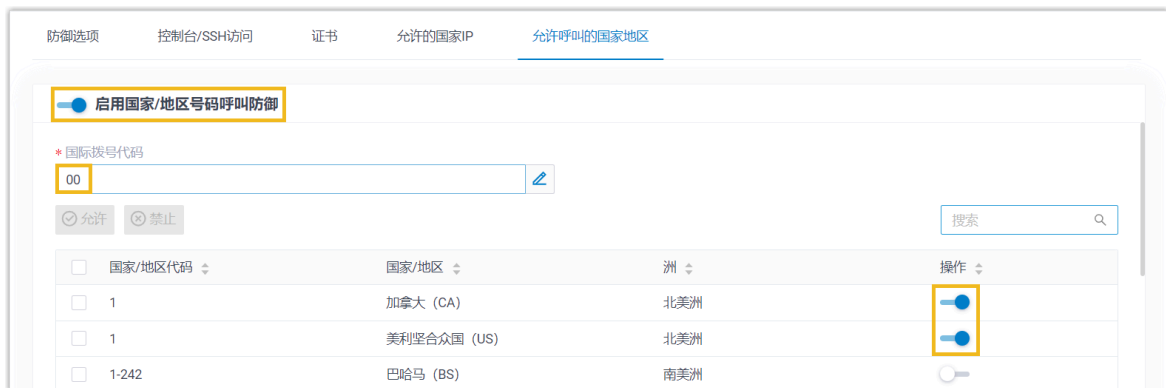 防御选项 控制台/SSH访问 证书 允许的国家IP 允许呼叫的国家地区
启用国家/地区号码呼叫防御
* 国际拨号代码
00
允许 禁止 搜索
国家/地区代码 国家/地区 洲 操作
1 加拿大（CA） 北美洲
1 美利坚合众国（US） 北美洲
1-242 巴哈马（BS） 南美洲